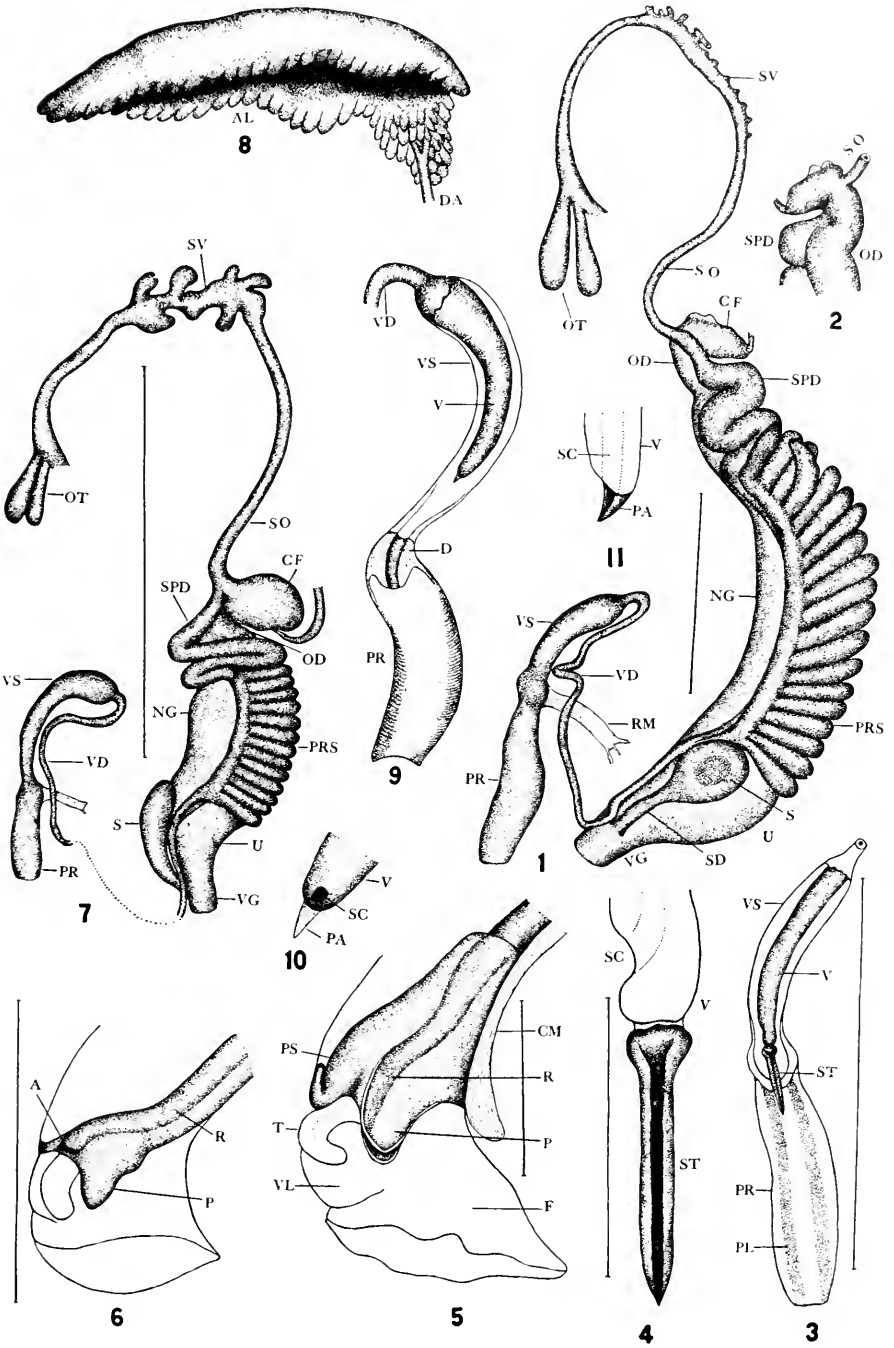 AL
8
DA
SV
SO
SPD
OD
2
OT
SO
CF
OD
SPD
NG
PRS
S
U
VG
SD
VS
VD
RM
PR
1
SV
OT
SO
SPD
CF
OD
NG
PRS
S
U
VG
VS
VD
PR
7
VD
VS
V
D
PR
9
SC
V
PA
11
V
SC
PA
10
A
R
P
6
PS
CM
R
T
P
VL
F
5
SC
V
ST
4
VS
V
ST
PR
PL
3